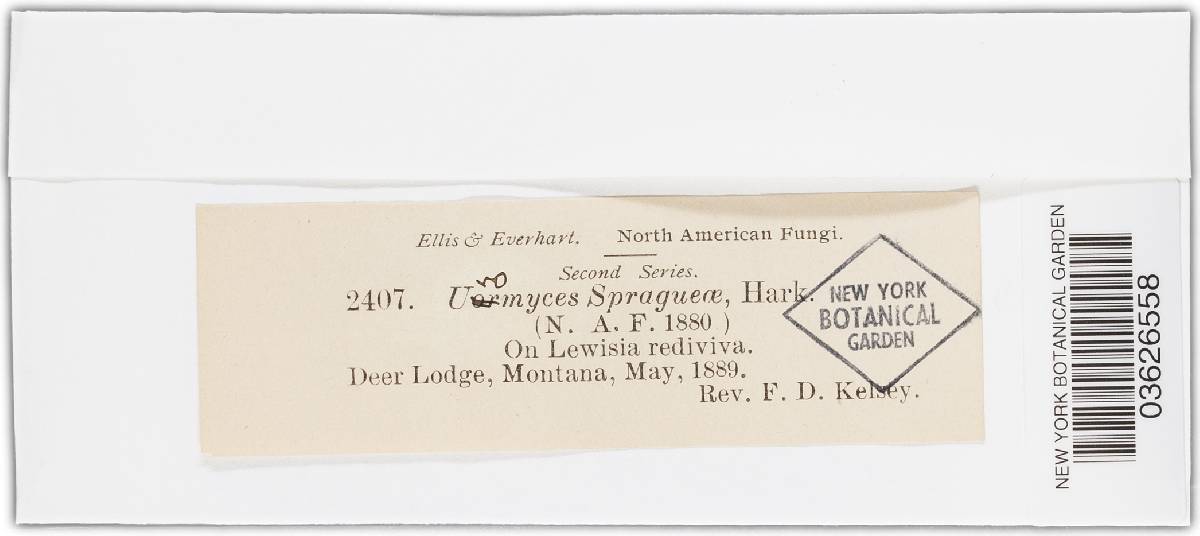 Ellis & Everhart. North American Fungi.
Second Series.
2407. Uromyces Spragueæ, Hark.
(N. A. F. 1880 )
On Lewisia rediviva.
Deer Lodge, Montana, May, 1889.
Rev. F. D. Kelsey.
NEW YORK
BOTANICAL
GARDEN
NEW YORK BOTANICAL GARDEN
03626558